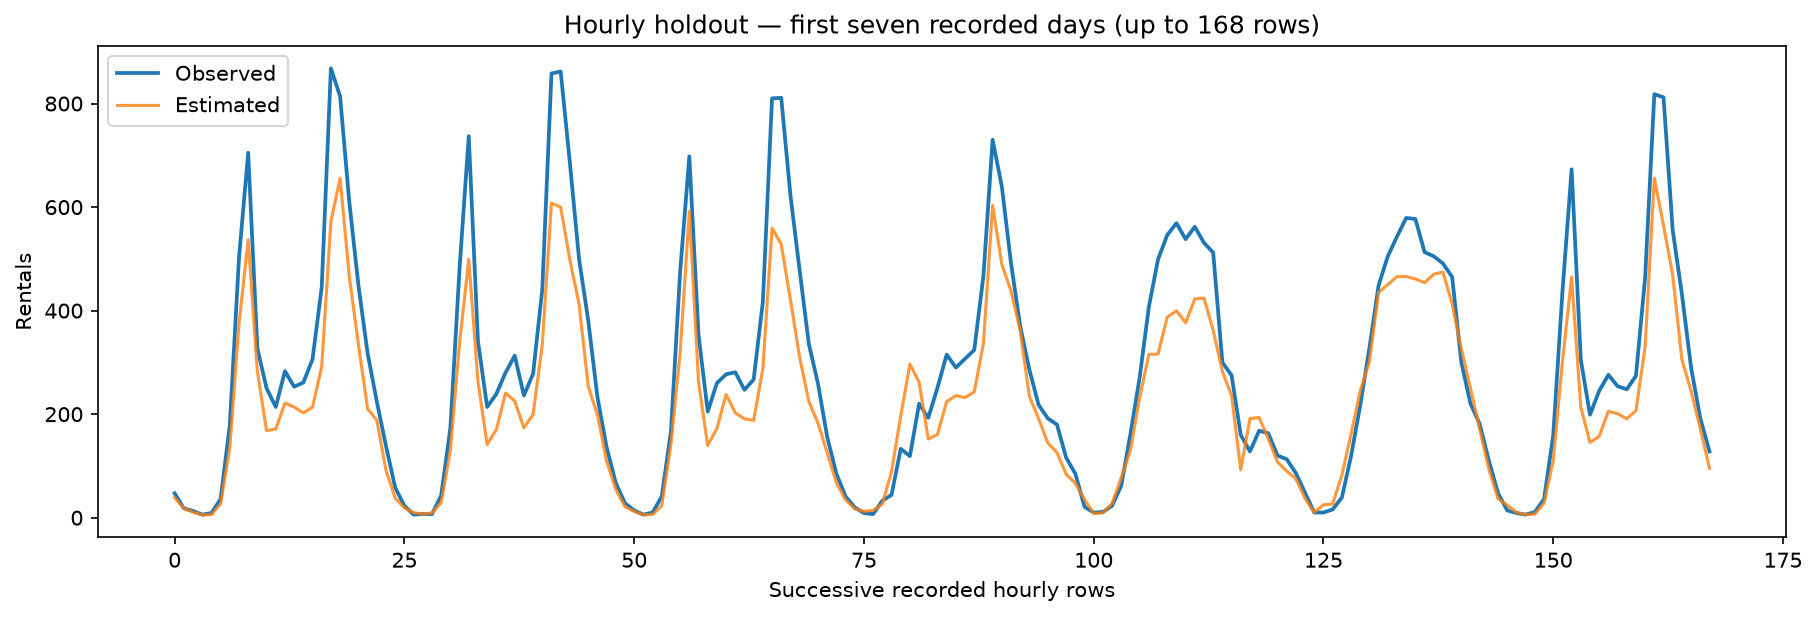 Hourly holdout — first seven recorded days (up to 168 rows)
Observed
Estimated
Rentals
800
600
400
200
0
0 25 50 75 100 125 150 175
Successive recorded hourly rows